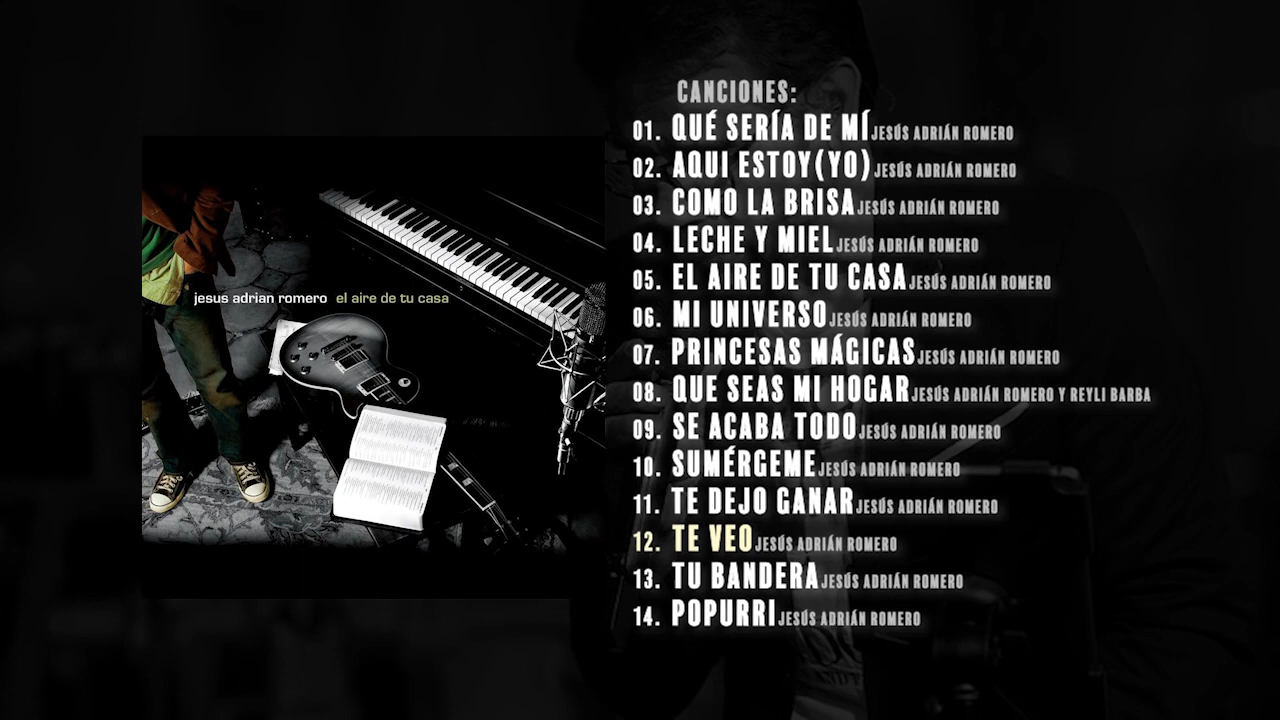 jesus adrian romero el aire de tu casa
CANCIONES:
01. QUÉ SERÍA DE MÍ JESÚS ADRIÁN ROMERO
02. AQUI ESTOY(YO) JESÚS ADRIÁN ROMERO
03. COMO LA BRISA JESÚS ADRIÁN ROMERO
04. LECHE Y MIEL JESÚS ADRIÁN ROMERO
05. EL AIRE DE TU CASA JESÚS ADRIÁN ROMERO
06. MI UNIVERSO JESÚS ADRIÁN ROMERO
07. PRINCESAS MÁGICAS JESÚS ADRIÁN ROMERO
08. QUE SEAS MI HOGAR JESÚS ADRIÁN ROMERO Y REYLI BARBA
09. SE ACABA TODO JESÚS ADRIÁN ROMERO
10. SUMÉRGEME JESÚS ADRIÁN ROMERO
11. TE DEJO GANAR JESÚS ADRIÁN ROMERO
12. TE VEO JESÚS ADRIÁN ROMERO
13. TU BANDERA JESÚS ADRIÁN ROMERO
14. POPURRI JESÚS ADRIÁN ROMERO